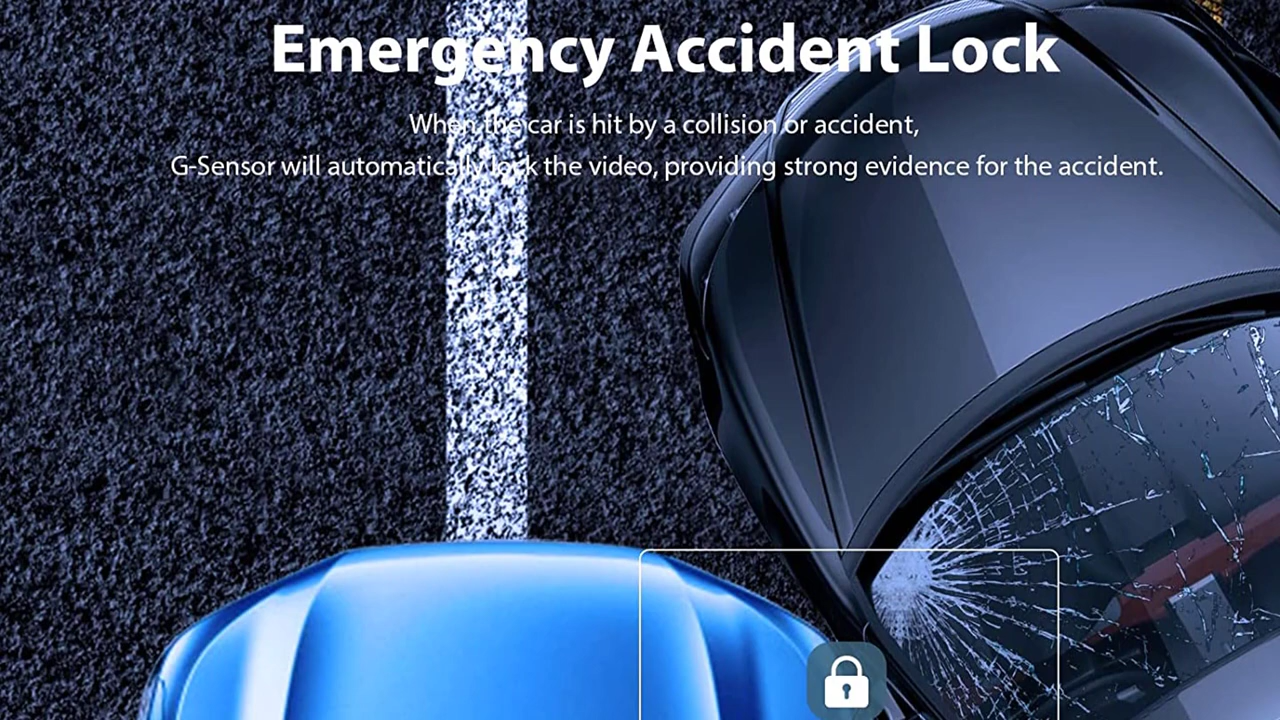 Emergency Accident Lock
When the car is hit by a collision or accident,
G-Sensor will automatically lock the video, providing strong evidence for the accident.